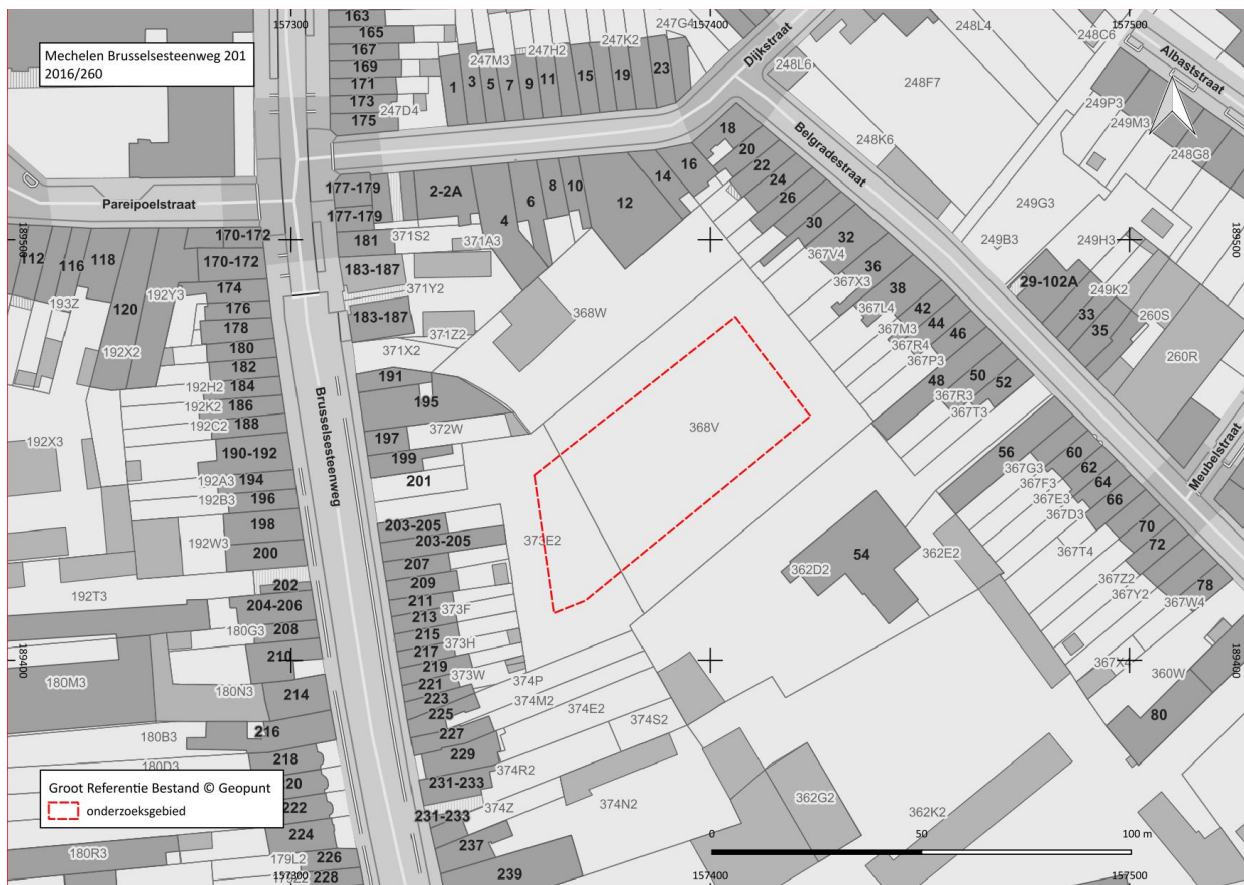 Mechelen Brusselsesteenweg 201
2016/260
157300
157400
157500
163
165
167
169
171
173
175
247D4
247M3
247H2
247K2
247G4
1
3
5
7
9
11
15
19
23
Dijkstraat
248L6
248L4
248C6
248F7
248K6
Albaststraat
249P3
249M3
248G8
249G3
249B3
249H3
249K2
Belgradestraat
Pareipoelstraat
177-179
177-179
181
183-187
183-187
2-2A
4
6
8
10
12
14
16
18
20
22
24
26
30
32
36
38
42
44
46
48
50
52
371S2
371A3
371Y2
371Z2
371X2
368W
367V4
367X3
367L4
367M3
367R4
367P3
367R3
367T3
29-102A
33
35
260S
260R
189500
189500
112
116
118
120
193Z
192Y3
192X2
170-172
170-172
174
176
178
180
182
184
186
188
190-192
194
196
198
200
202
204-206
208
210
214
216
218
220
222
224
226
228
192H2
192K2
192C2
192X3
192A3
192B3
192W3
192T3
180G3
180M3
180N3
180B3
180D3
180R3
179L2
179Z2
Brusselsesteenweg
191
195
197
199
201
372W
203-205
203-205
207
209
211
213
215
217
219
221
223
225
227
229
231-233
231-233
237
239
373E2
373F
373H
373W
374P
374M2
374E2
374S2
374R2
374Z
374N2
368V
54
362D2
362E2
362G2
362K2
56
60
62
64
66
70
72
78
80
367G3
367F3
367E3
367D3
367T4
367Z2
367Y2
367W4
367X4
360W
Meubelstraat
189400
189400
Groot Referentie Bestand © Geopunt
onderzoeksgebied
0
50
100 m
157300
157400
157500